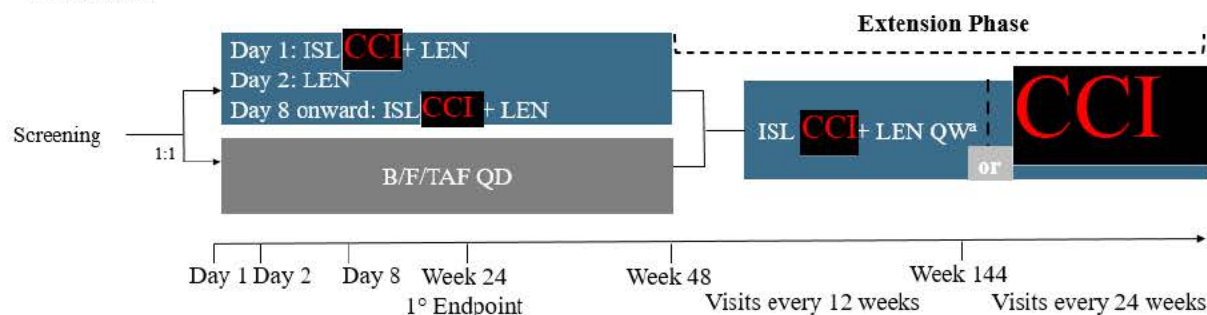 Extension Phase
Day 1: ISL CCI + LEN
Day 2: LEN
Day 8 onward: ISL CCI + LEN
Screening
1:1
B/F/TAF QD
ISL CCI + LEN QWᵃ
or
CCI
Day 1 Day 2 Day 8 Week 24 Week 48 Week 144
1° Endpoint Visits every 12 weeks Visits every 24 weeks